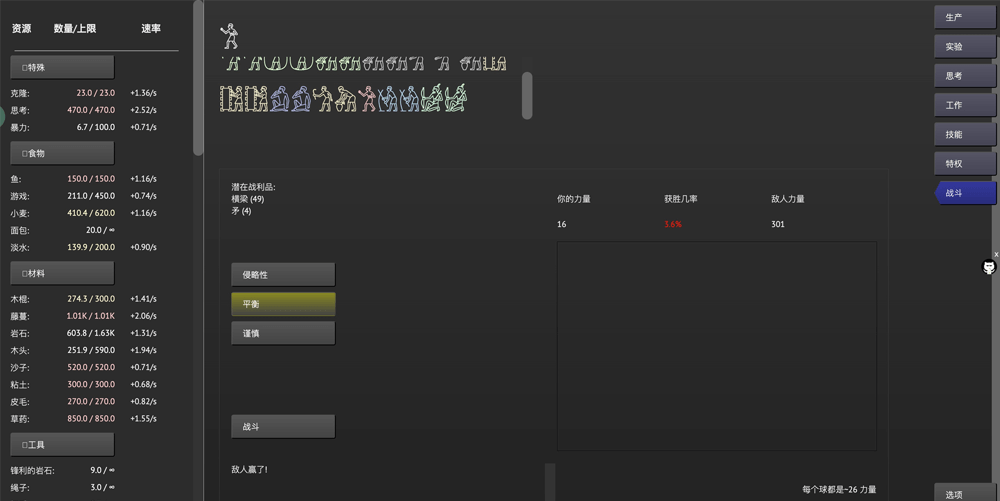 资源 数量/上限 速率
特殊
克隆: 23.0 / 23.0 +1.36/s
思考: 470.0 / 470.0 +2.52/s
暴力: 6.7 / 100.0 +0.71/s
食物
鱼: 150.0 / 150.0 +1.16/s
游戏: 211.0 / 450.0 +0.74/s
小麦: 410.4 / 620.0 +1.16/s
面包: 20.0 / ∞
淡水: 139.9 / 200.0 +0.90/s
材料
木棍: 274.3 / 300.0 +1.41/s
藤蔓: 1.01K / 1.01K +2.06/s
岩石: 603.8 / 1.63K +1.31/s
木头: 251.9 / 590.0 +1.94/s
沙子: 520.0 / 520.0 +0.71/s
粘土: 300.0 / 300.0 +0.68/s
皮毛: 270.0 / 270.0 +0.82/s
草药: 850.0 / 850.0 +1.55/s
工具
锋利的岩石: 9.0 / ∞
绳子: 3.0 / ∞
潜在战利品:
横梁 (49)
矛 (4)
侵略性
平衡
谨慎
战斗
敌人赢了!
你的力量 获胜几率 敌人力量
16 3.6% 301
每个球都是~26 力量
生产
实验
思考
工作
技能
特权
战斗
x
选项